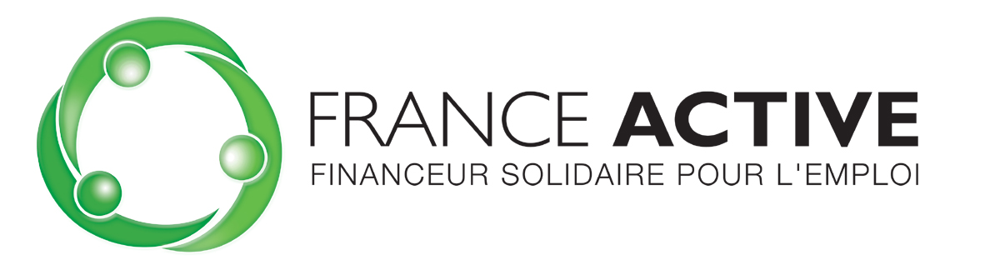 FRANCE ACTIVE
FINANCEUR SOLIDAIRE POUR L'EMPLOI